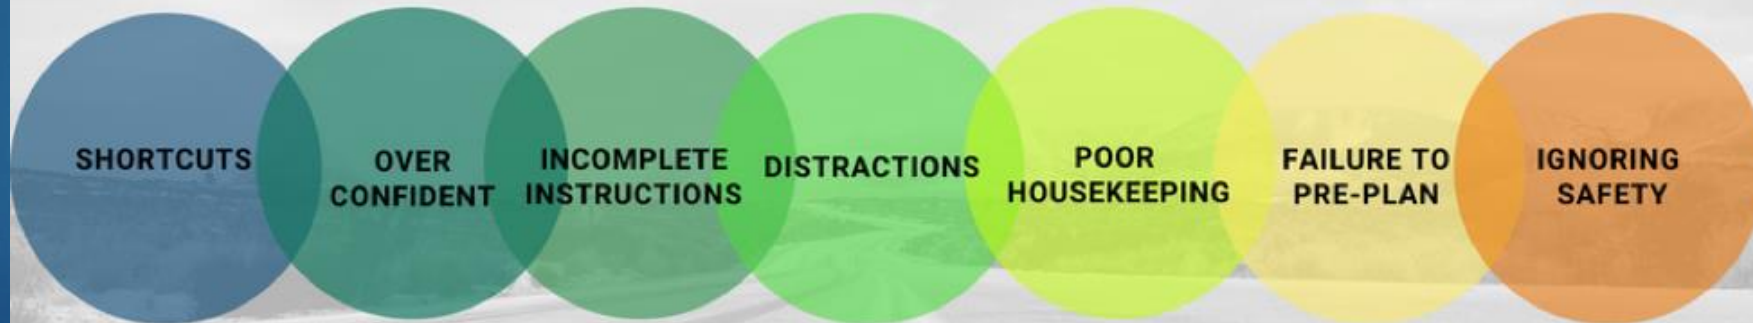 SHORTCUTS
OVER
CONFIDENT
INCOMPLETE
INSTRUCTIONS
DISTRACTIONS
POOR
HOUSEKEEPING
FAILURE TO
PRE-PLAN
IGNORING
SAFETY